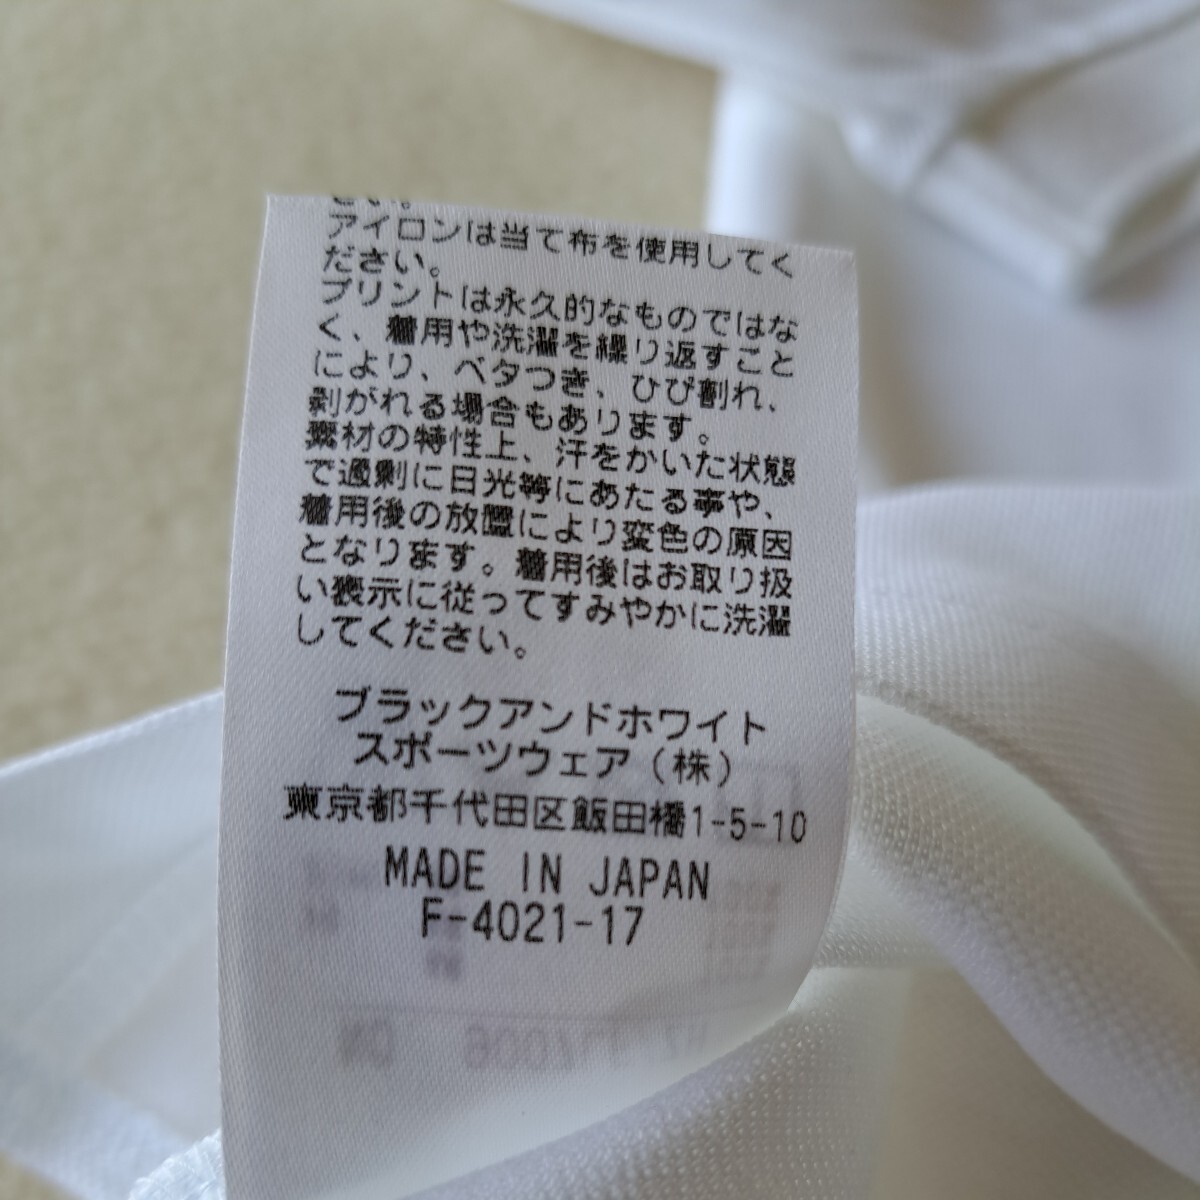 さい。
アイロンは当て布を使用してく
ださい。
プリントは永久的なものではな
く、着用や洗濯を繰り返すこと
により、ベタつき、ひび割れ、
剥がれる場合もあります。
素材の特性上、汗をかいた状態
で過剰に日光等にあたる事や、
着用後の放置により変色の原因
となります。着用後はお取り扱
い表示に従ってすみやかに洗濯
してください。
ブラックアンドホワイト
スポーツウェア(株)
東京都千代田区飯田橋1-5-10
MADE IN JAPAN
F-4021-17